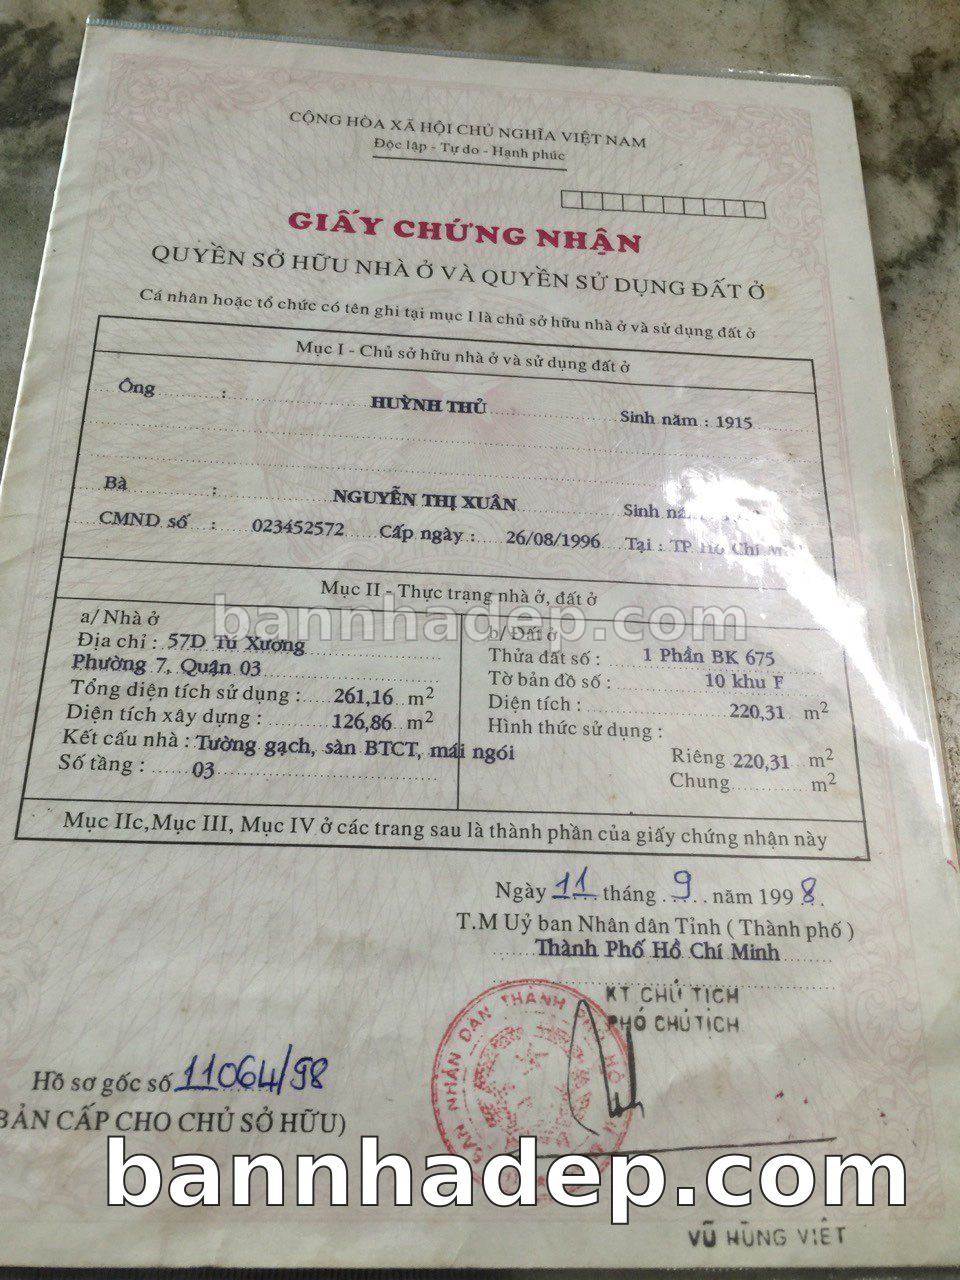 CỘNG HÒA XÃ HỘI CHỦ NGHĨA VIỆT NAM
Độc lập - Tự do - Hạnh phúc
GIẤY CHỨNG NHẬN
QUYỀN SỞ HỮU NHÀ Ở VÀ QUYỀN SỬ DỤNG ĐẤT Ở
Cá nhân hoặc tổ chức có tên ghi tại mục I là chủ sở hữu nhà ở và sử dụng đất ở
Mục I - Chủ sở hữu nhà ở và sử dụng đất ở
Ông : HUỲNH THỦ Sinh năm : 1915
Bà : NGUYỄN THỊ XUÂN Sinh
CMND số : 023452572 Cấp ngày : 26/08/1996 Tại : TP Hồ Chí
Mục II - Thực trạng nhà ở, đất ở
bannhadep.com
a/ Nhà ở
Địa chỉ : 57D Tú Xương
Phường 7, Quận 03
Tổng diện tích sử dụng : 261,16 m2
Diện tích xây dựng : 126,86 m2
Kết cấu nhà : Tường gạch, sàn BTCT, mái ngói
Số tầng : 03
b/ Đất ở
Thửa đất số : 1 Phần BK 675
Tờ bản đồ số : 10 khu F
Diện tích : 220,31 m2
Hình thức sử dụng :
Riêng 220,31 m2
Chung m2
Mục IIc,Mục III, Mục IV ở các trang sau là thành phần của giấy chứng nhận này
Ngày 11 tháng 9 năm 1998.
T.M Uỷ ban Nhân dân Tỉnh ( Thành phố )
Thành Phố Hồ Chí Minh
KT CHỦ TỊCH
PHÓ CHỦ TỊCH
BAN NHÂN DÂN THÀNH PHỐ HỒ
Hồ sơ gốc số 11064/98
BẢN CẤP CHO CHỦ SỞ HỮU)
bannhadep.com
VŨ HÙNG VIỆT